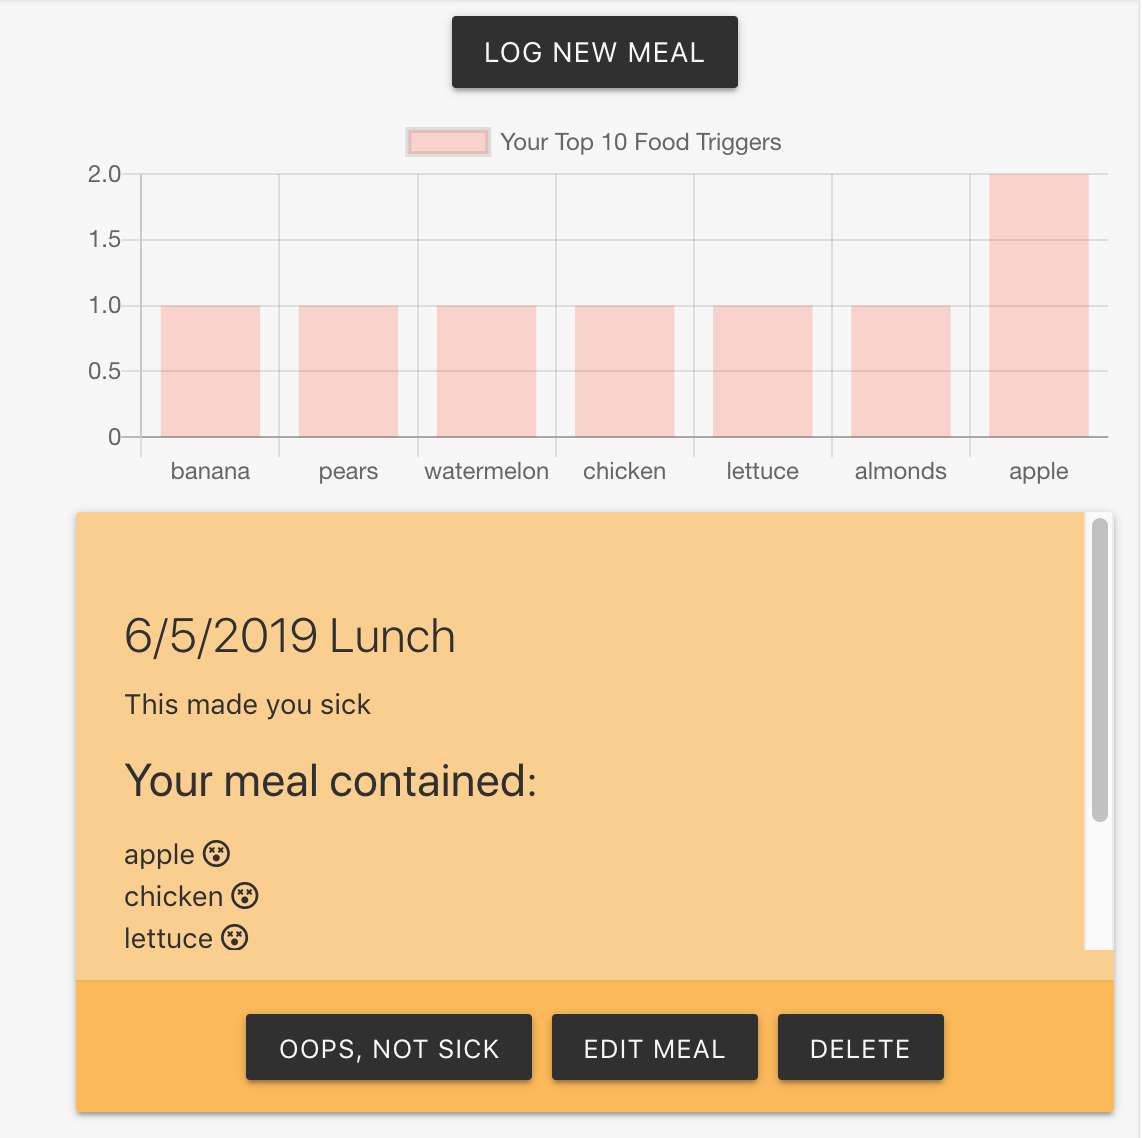 LOG NEW MEAL
Your Top 10 Food Triggers
2.0
1.5
1.0
0.5
0
banana pears watermelon chicken lettuce almonds apple
6/5/2019 Lunch
This made you sick
Your meal contained:
apple
chicken
lettuce
OOPS, NOT SICK EDIT MEAL DELETE